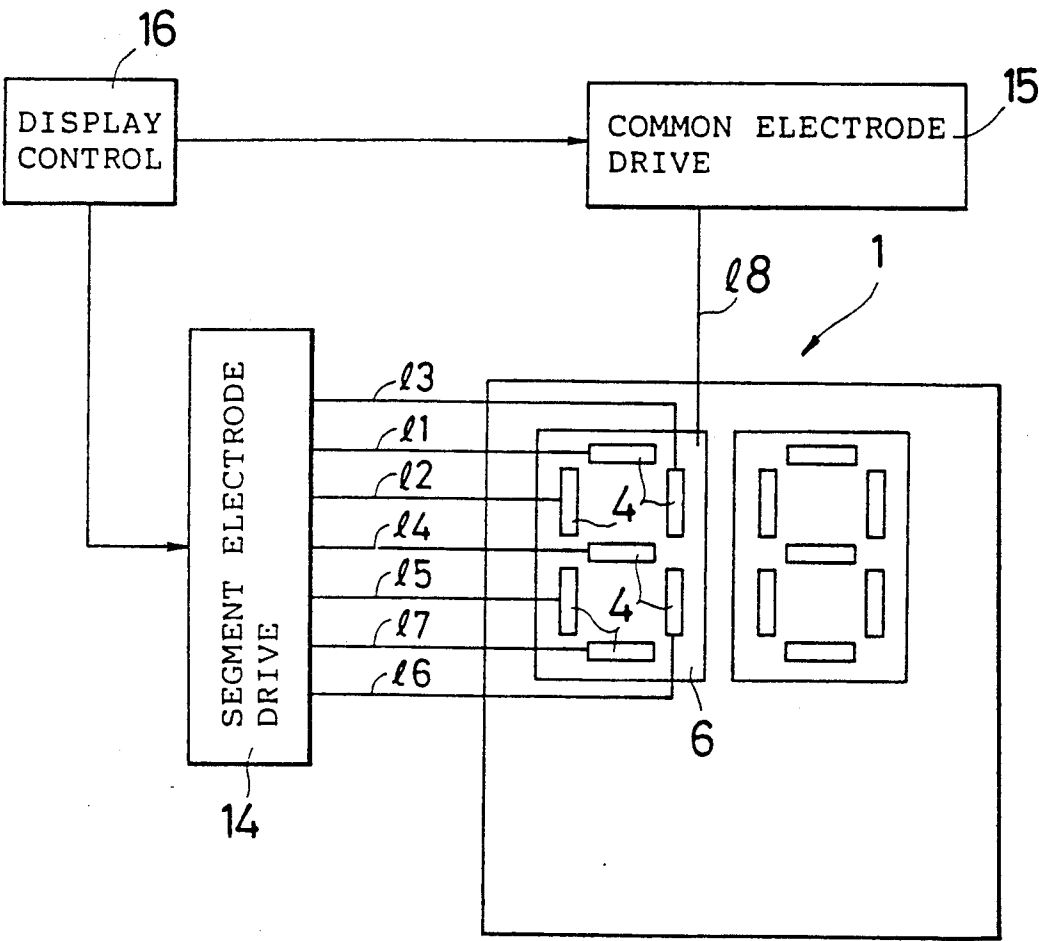 16
DISPLAY
CONTROL
COMMON ELECTRODE
DRIVE
15
1
ℓ8
SEGMENT ELECTRODE
DRIVE
ℓ3
ℓ1
ℓ2
ℓ4
ℓ5
ℓ7
ℓ6
4
4
4
6
14